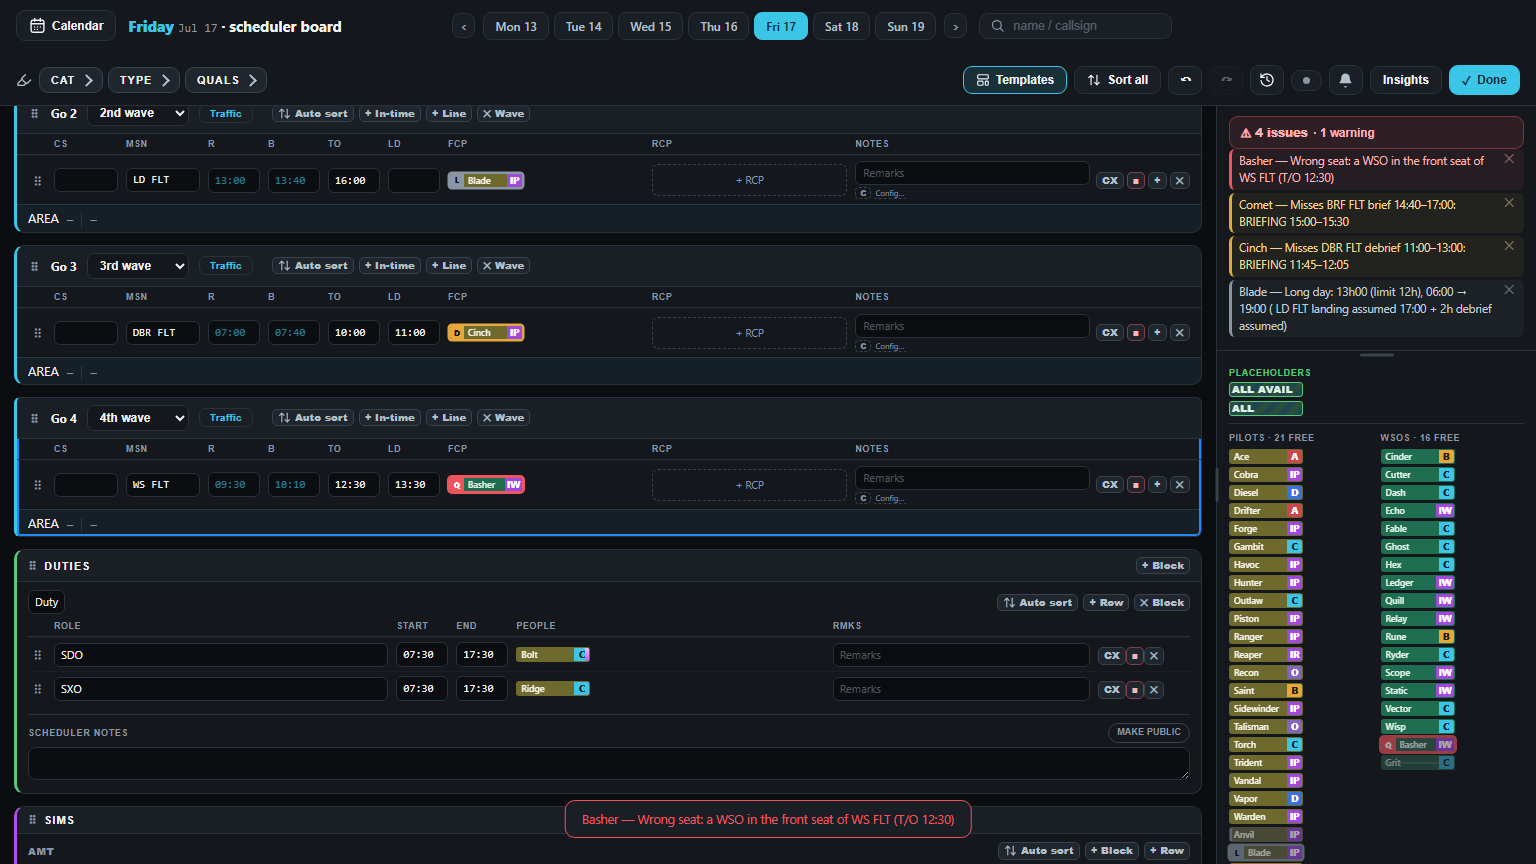 Calendar
Friday Jul 17 · scheduler board
‹
Mon 13
Tue 14
Wed 15
Thu 16
Fri 17
Sat 18
Sun 19
›
name / callsign
CAT
TYPE
QUALS
Templates
Sort all
Insights
✓ Done
Go 2
2nd wave
Traffic
Auto sort
+ In-time
+ Line
× Wave
CS MSN R B TO LD FCP RCP NOTES
LD FLT 13:00 13:40 16:00 L Blade IP + RCP Remarks CX + ×
C Config...
AREA – –
Go 3
3rd wave
Traffic
Auto sort
+ In-time
+ Line
× Wave
CS MSN R B TO LD FCP RCP NOTES
DBR FLT 07:00 07:40 10:00 11:00 D Cinch IP + RCP Remarks CX + ×
C Config...
AREA – –
Go 4
4th wave
Traffic
Auto sort
+ In-time
+ Line
× Wave
CS MSN R B TO LD FCP RCP NOTES
WS FLT 09:30 10:10 12:30 13:30 Q Basher IW + RCP Remarks CX + ×
C Config...
AREA – –
DUTIES
+ Block
Duty
Auto sort
+ Row
× Block
ROLE START END PEOPLE RMKS
SDO 07:30 17:30 Bolt C Remarks CX ×
SXO 07:30 17:30 Ridge C Remarks CX ×
SCHEDULER NOTES
MAKE PUBLIC
SIMS
AMT
Auto sort
+ Block
+ Row
Basher — Wrong seat: a WSO in the front seat of WS FLT (T/O 12:30)
⚠ 4 issues · 1 warning
Basher — Wrong seat: a WSO in the front seat of
WS FLT (T/O 12:30)
Comet — Misses BRF FLT brief 14:40–17:00:
BRIEFING 15:00–15:30
Cinch — Misses DBR FLT debrief 11:00–13:00:
BRIEFING 11:45–12:05
Blade — Long day: 13h00 (limit 12h), 06:00 →
19:00 ( LD FLT landing assumed 17:00 + 2h debrief
assumed)
PLACEHOLDERS
ALL AVAIL
ALL
PILOTS · 21 FREE
Ace A
Cobra IP
Diesel D
Drifter A
Forge IP
Gambit C
Havoc IP
Hunter IP
Outlaw C
Piston IP
Ranger IP
Reaper IR
Recon O
Saint B
Sidewinder IP
Talisman O
Torch C
Trident IP
Vandal IP
Vapor D
Warden IP
Anvil IP
L Blade IP
WSOS · 16 FREE
Cinder B
Cutter C
Dash C
Echo IW
Fable C
Ghost C
Hex C
Ledger IW
Quill IW
Relay IW
Rune B
Ryder C
Scope IW
Static IW
Vector C
Wisp C
Q Basher IW
Grit C